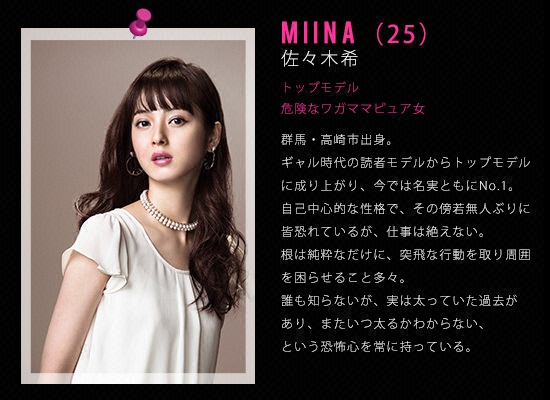 MIINA（25）
佐々木希
トップモデル
危険なワガママピュア女
群馬・高崎市出身。
ギャル時代の読者モデルからトップモデル
に成り上がり、今では名実ともにNo.1。
自己中心的な性格で、その傍若無人ぶりに
皆恐れているが、仕事は絶えない。
根は純粋なだけに、突飛な行動を取り周囲
を困らせること多々。
誰も知らないが、実は太っていた過去が
あり、またいつ太るかわからない、
という恐怖心を常に持っている。